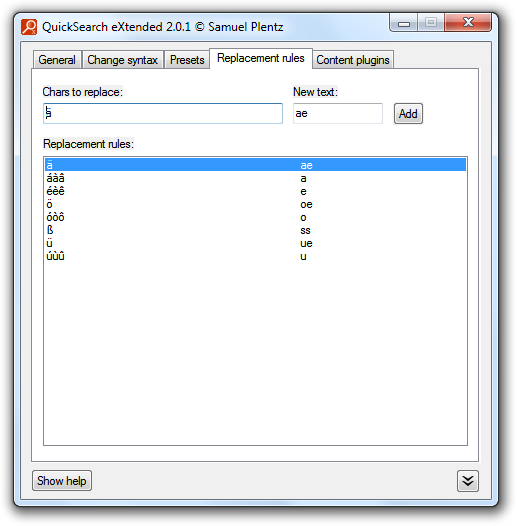 QuickSearch eXtended 2.0.1 © Samuel Plentz
General Change syntax Presets Replacement rules Content plugins
Chars to replace: New text:
ä ae Add
Replacement rules:
ä ae
áàâ a
éèê e
ö oe
óòô o
ß ss
ü ue
úùû u
Show help